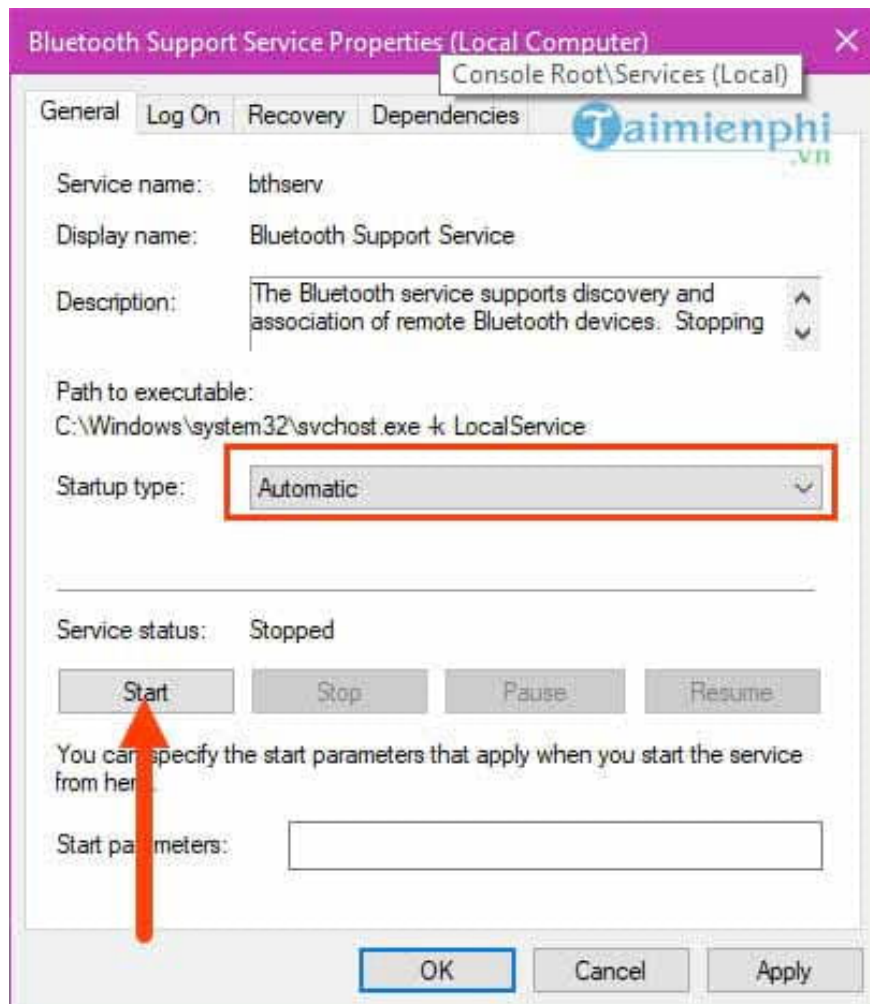 Bluetooth Support Service Properties (Local Computer)
Console Root\Services (Local)
General Log On Recovery Dependencies
Taimienphi
.vn
Service name: bthserv
Display name: Bluetooth Support Service
Description: The Bluetooth service supports discovery and
association of remote Bluetooth devices. Stopping
Path to executable:
C:\Windows\system32\svchost.exe -k LocalService
Startup type: Automatic
Service status: Stopped
Start Stop Pause Resume
You can specify the start parameters that apply when you start the service
from here.
Start parameters:
OK Cancel Apply